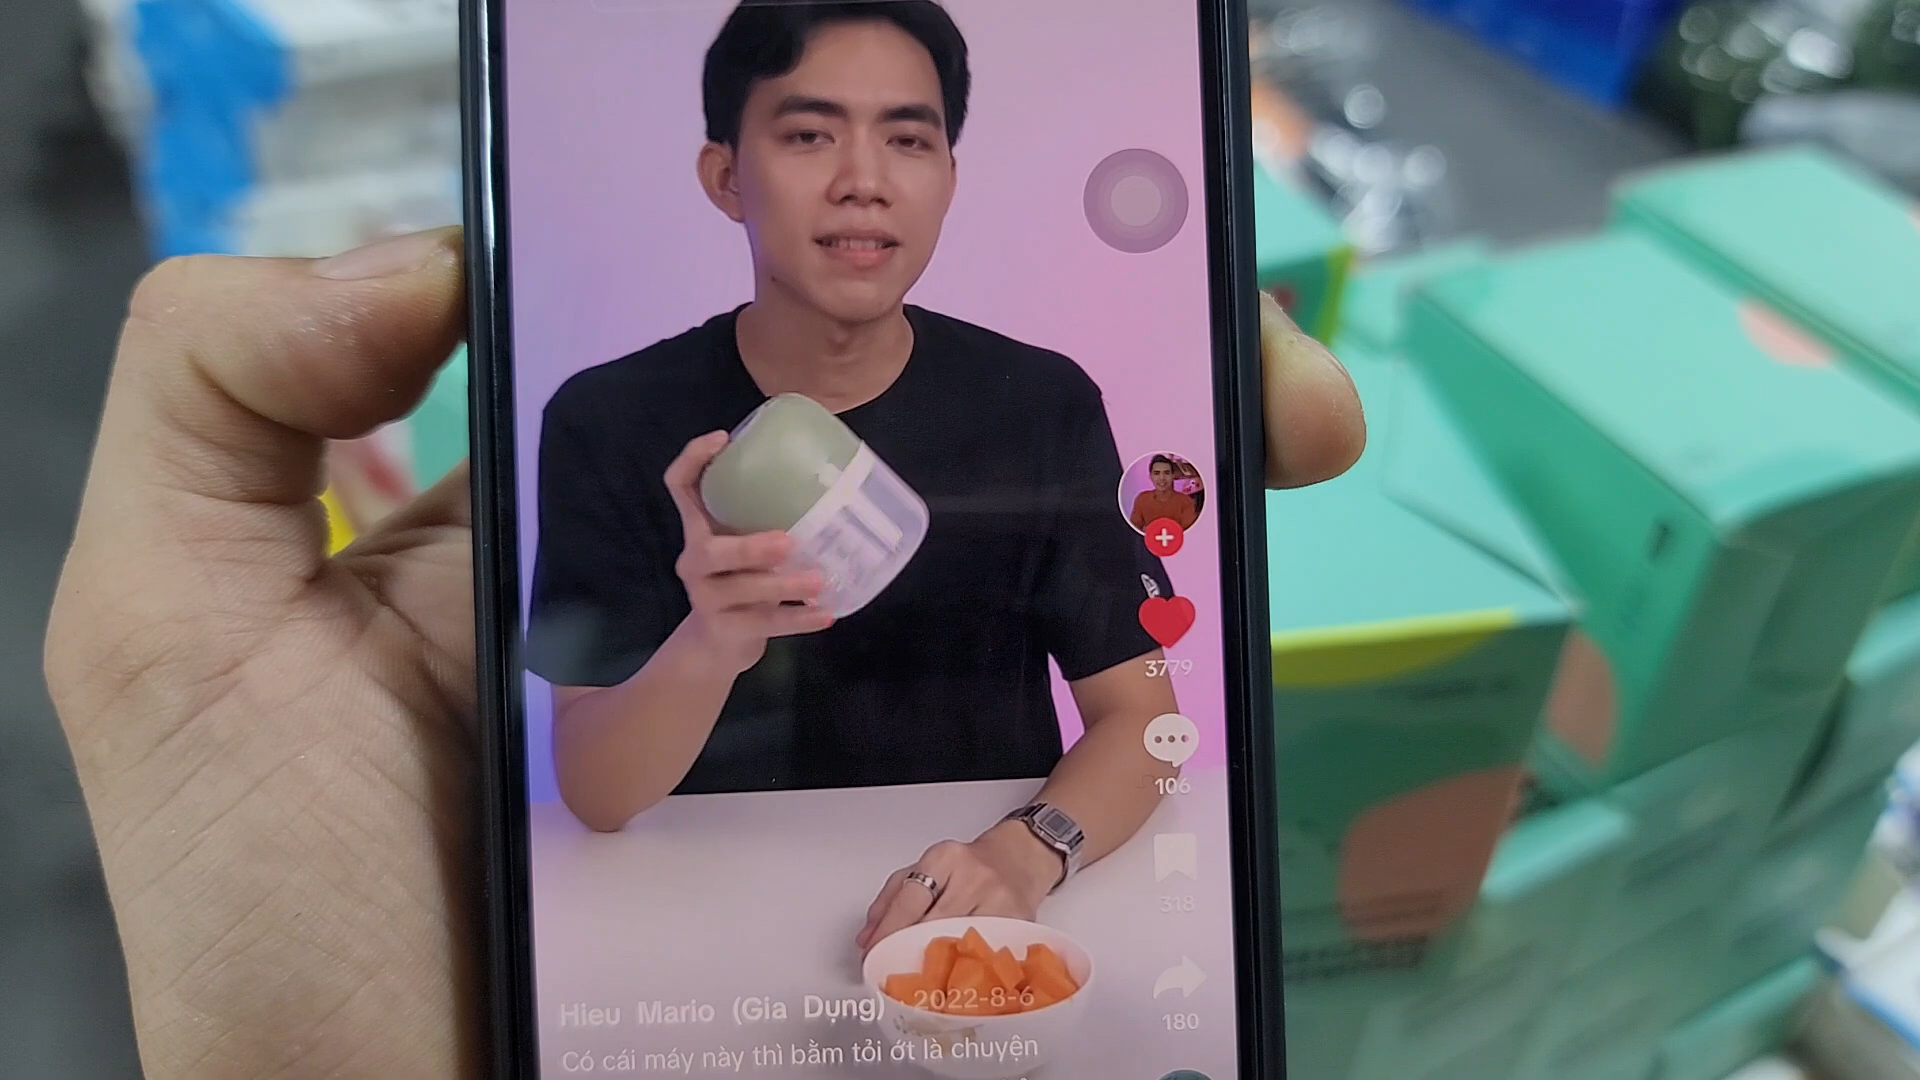 3779
106
318
180
Hieu Mario (Gia Dụng) · 2022-8-6
Có cái máy này thì bằm tỏi ớt là chuyện